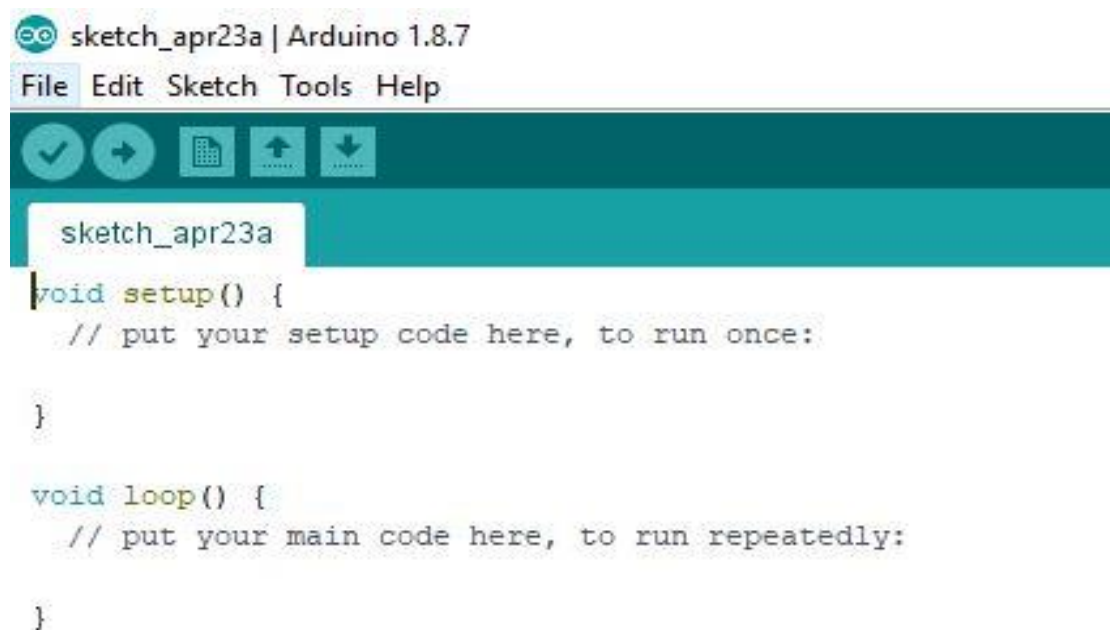 sketch_apr23a | Arduino 1.8.7
File Edit Sketch Tools Help
sketch_apr23a
void setup() {
  // put your setup code here, to run once:
}
void loop() {
  // put your main code here, to run repeatedly:
}